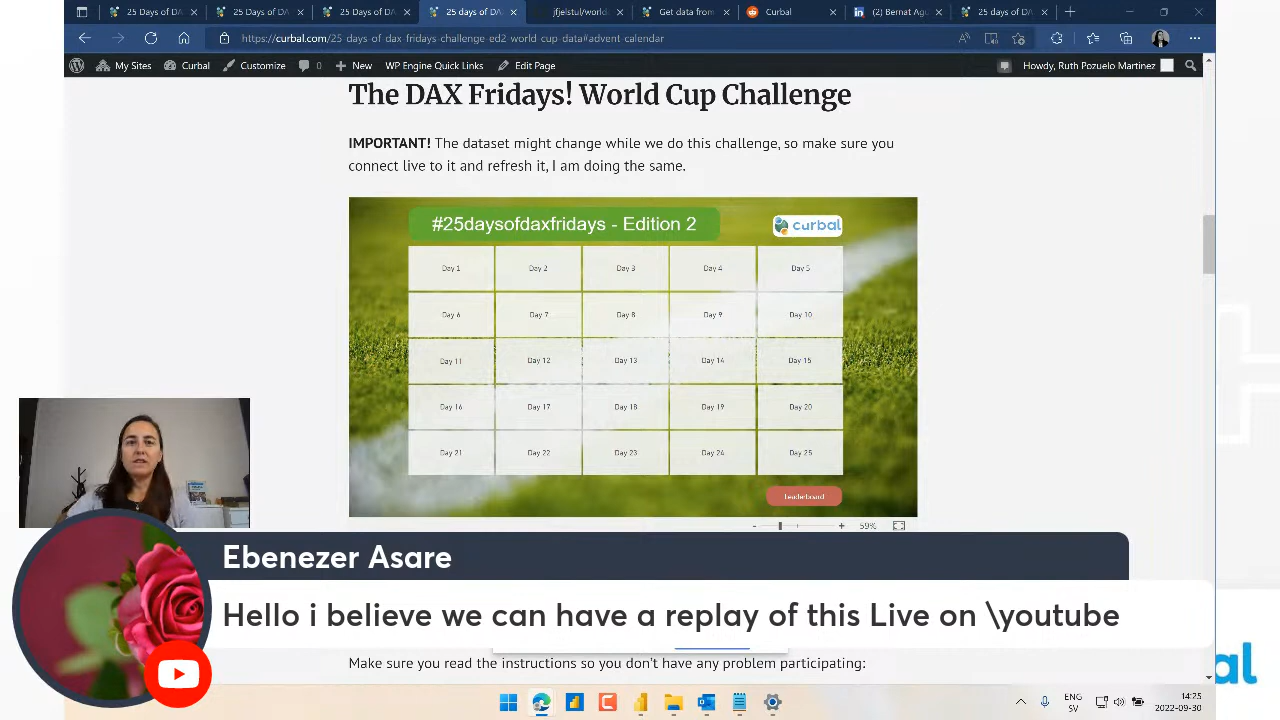 25 Days of DA
25 Days of DA
25 Days of DA
25 days of DA
jfjelstul/world
Get data from
Curbal
(2) Bernat Agu
25 days of DA
https://curbal.com/25-days-of-dax-fridays-challenge-ed2-world-cup-data#advent-calendar
My Sites
Curbal
Customize
0
New
WP Engine Quick Links
Edit Page
Howdy, Ruth Pozuelo Martinez
The DAX Fridays! World Cup Challenge
IMPORTANT! The dataset might change while we do this challenge, so make sure you
connect live to it and refresh it, I am doing the same.
#25daysofdaxfridays - Edition 2
curbal
Day 1 Day 2 Day 3 Day 4 Day 5
Day 6 Day 7 Day 8 Day 9 Day 10
Day 11 Day 12 Day 13 Day 14 Day 15
Day 16 Day 17 Day 18 Day 19 Day 20
Day 21 Day 22 Day 23 Day 24 Day 25
Leaderboard
- + 59%
Ebenezer Asare
Hello i believe we can have a replay of this Live on \youtube
Make sure you read the instructions so you don't have any problem participating:
al
ENG
SV
14:25
2022-09-30